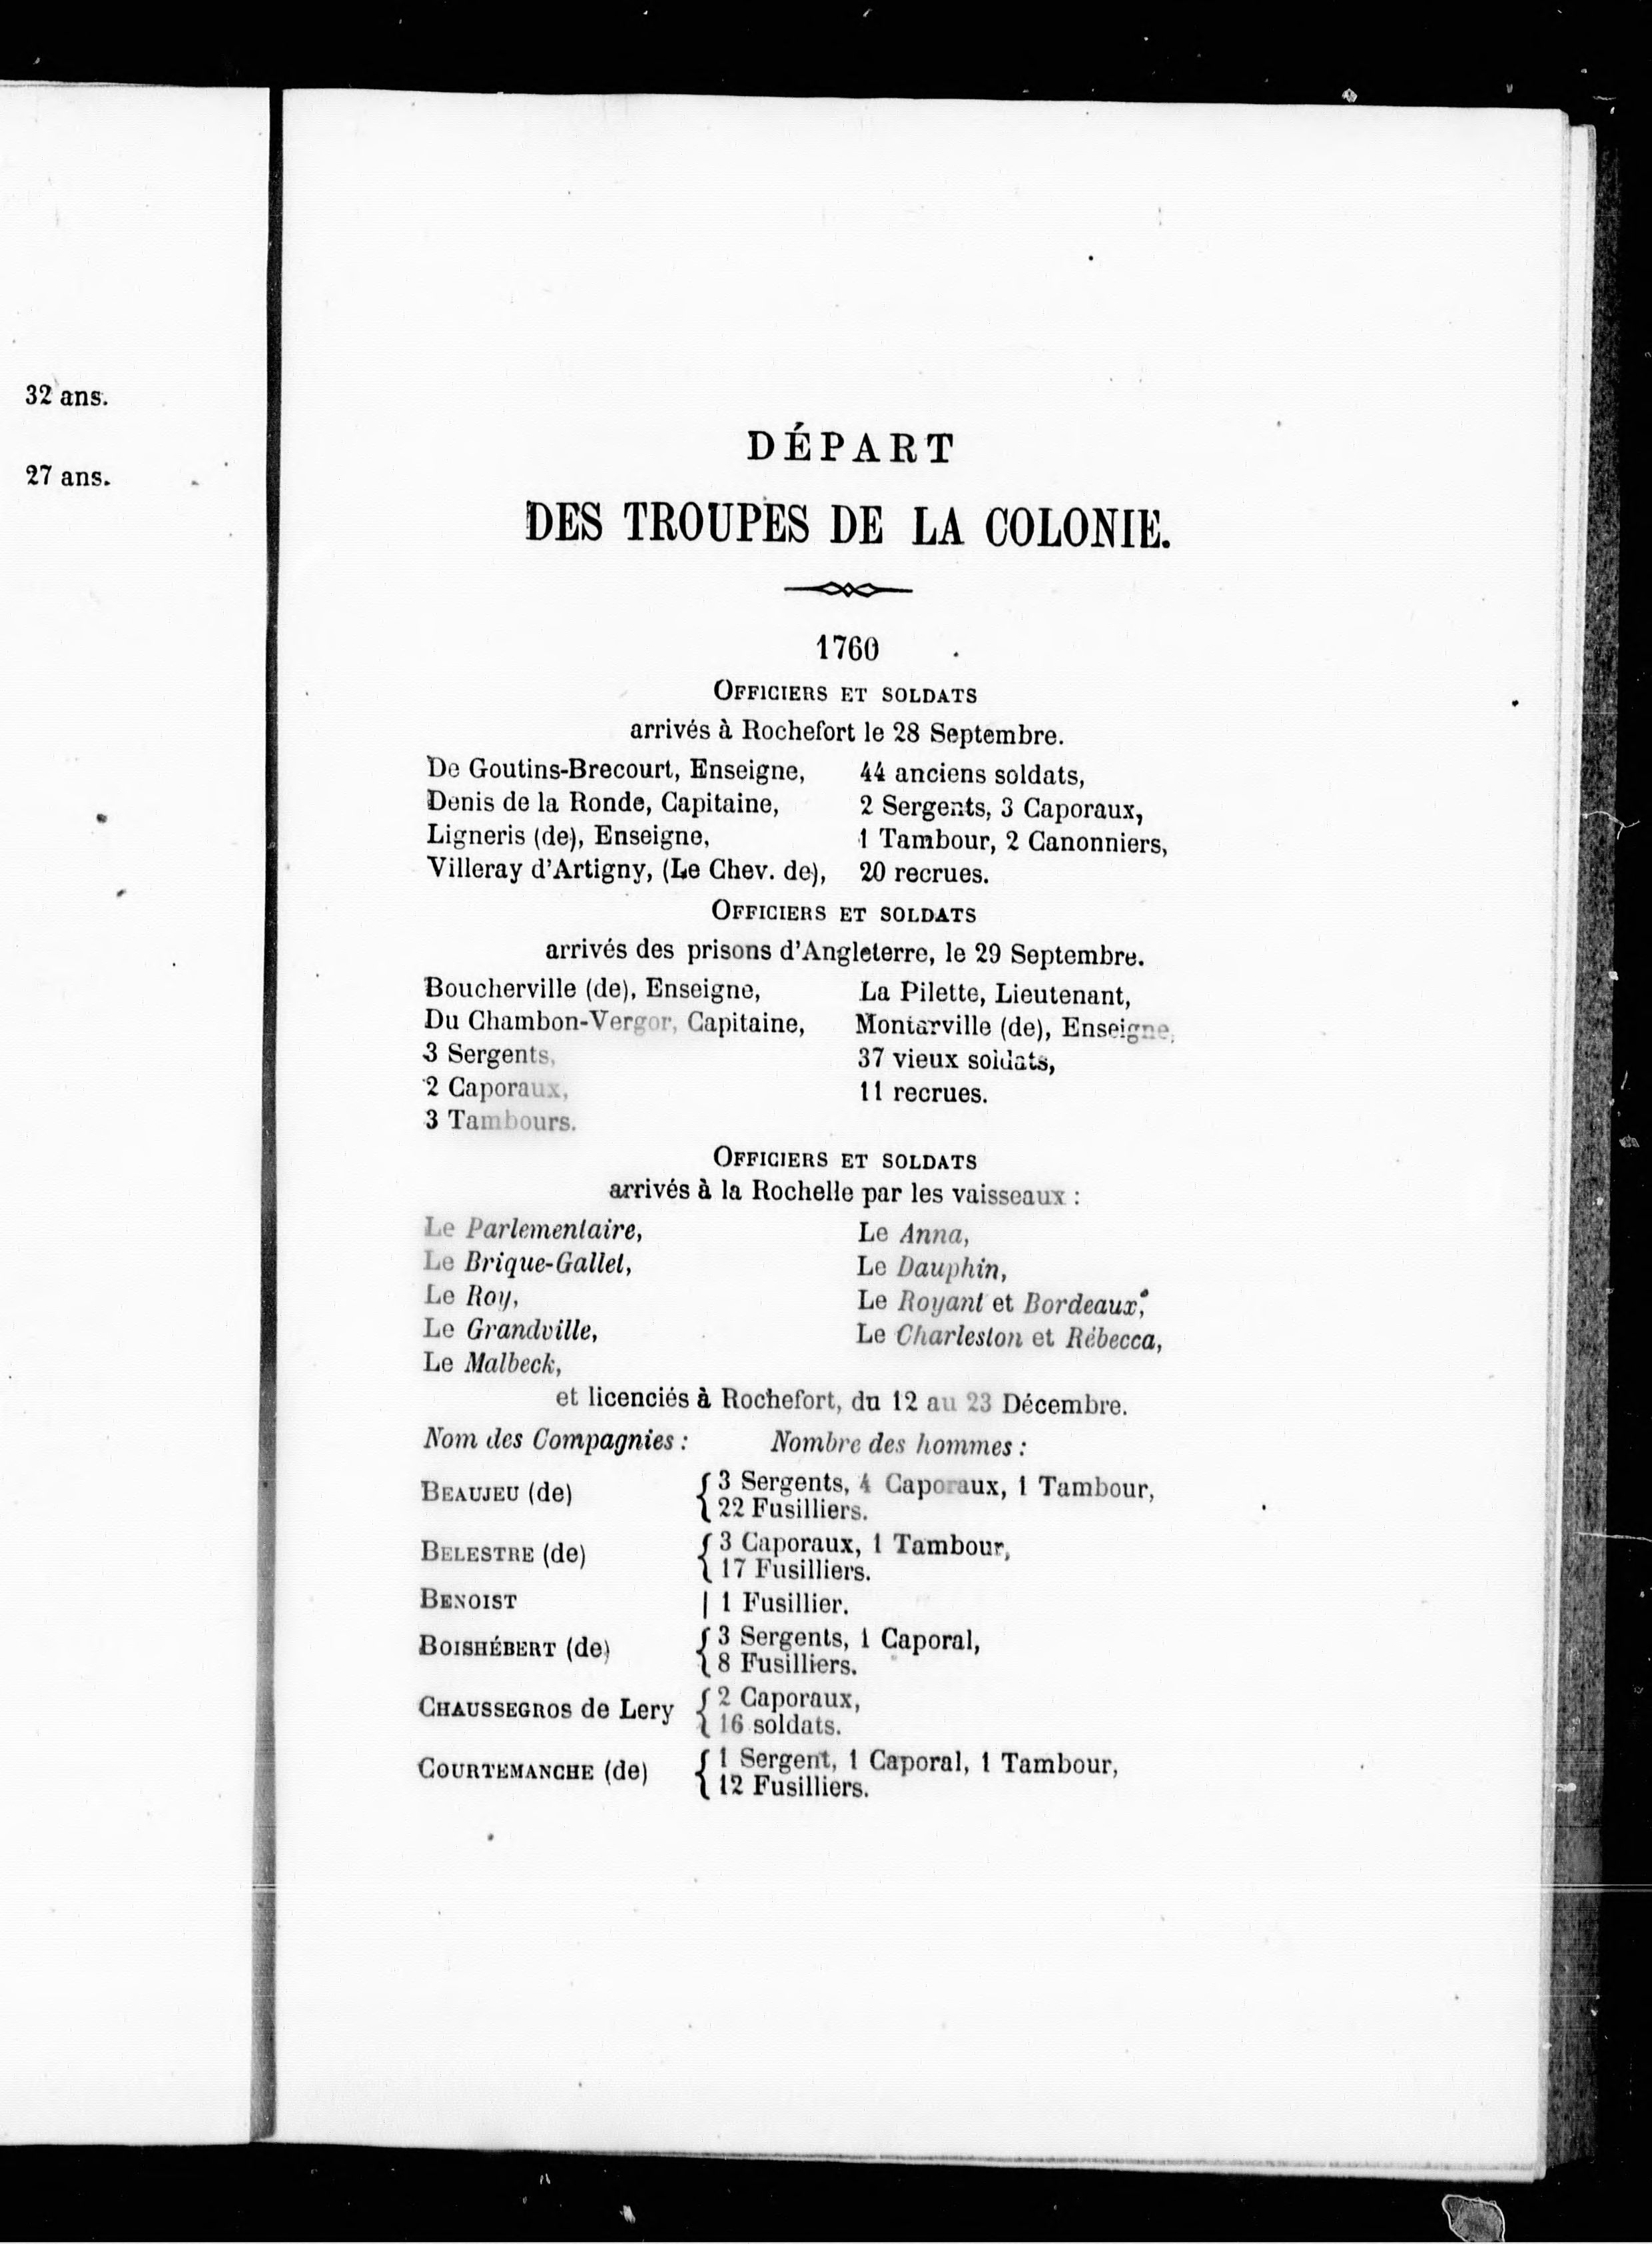 32 ans.
27 ans.
DÉPART
DES TROUPES DE LA COLONIE.
1760
OFFICIERS ET SOLDATS
arrivés à Rochefort le 28 Septembre.
De Goutins-Brecourt, Enseigne,
Denis de la Ronde, Capitaine,
Ligneris (de), Enseigne,
Villeray d'Artigny, (Le Chev. de),
44 anciens soldats,
2 Sergents, 3 Caporaux,
1 Tambour, 2 Canonniers,
20 recrues.
OFFICIERS ET SOLDATS
arrivés des prisons d'Angleterre, le 29 Septembre.
Boucherville (de), Enseigne,
Du Chambon-Vergor, Capitaine,
3 Sergents,
2 Caporaux,
3 Tambours.
La Pilette, Lieutenant,
Montarville (de), Enseigne,
37 vieux soldats,
11 recrues.
OFFICIERS ET SOLDATS
arrivés à la Rochelle par les vaisseaux :
Le Parlementaire,
Le Brique-Gallet,
Le Roy,
Le Grandville,
Le Malbeck,
Le Anna,
Le Dauphin,
Le Royant et Bordeaux,
Le Charleston et Rébecca,
et licenciés à Rochefort, du 12 au 23 Décembre.
Nom des Compagnies : Nombre des hommes :
BEAUJEU (de) 3 Sergents, 4 Caporaux, 1 Tambour,
22 Fusilliers.
BELESTRE (de) 3 Caporaux, 1 Tambour,
17 Fusilliers.
BENOIST 1 Fusillier.
BOISHÉBERT (de) 3 Sergents, 1 Caporal,
8 Fusilliers.
CHAUSSEGROS de Lery 2 Caporaux,
16 soldats.
COURTEMANCHE (de) 1 Sergent, 1 Caporal, 1 Tambour,
12 Fusilliers.